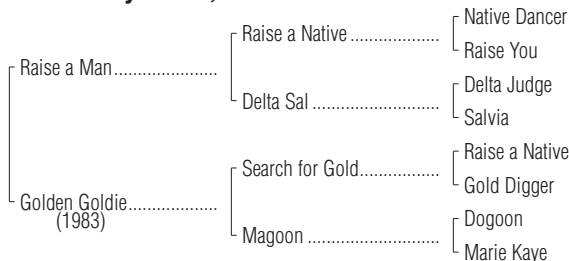 Native Dancer
Raise a Native
Raise You
Raise a Man
Delta Judge
Delta Sal
Salvia
Raise a Native
Search for Gold
Gold Digger
Golden Goldie
(1983)
Dogoon
Magoon
Marie Kaye